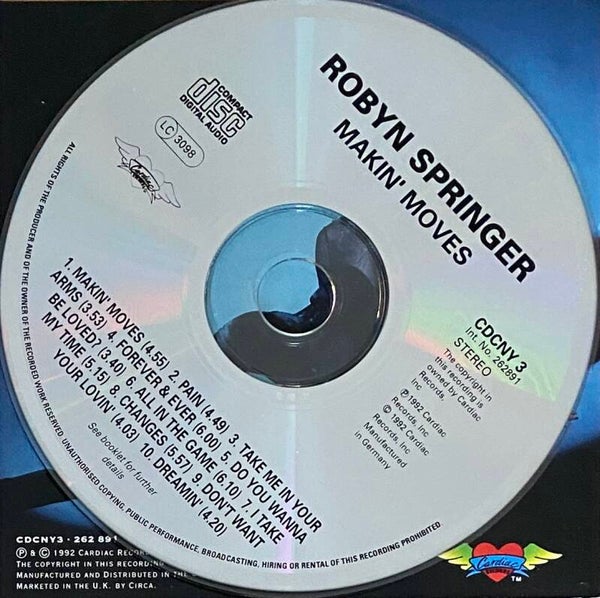 ROBYN SPRINGER
MAKIN' MOVES
COMPACT
disc
DIGITAL AUDIO
LC 3098
Cardiac
CDCNY 3
Int. No. 262891
STEREO
The copyright in
this recording is
owned by Cardiac
Records, Inc
℗ 1992 Cardiac
Records, Inc
© 1992 Cardiac
Records, Inc
Manufactured
in Germany
1. MAKIN' MOVES (4.55) 2. PAIN (4.49) 3. TAKE ME IN YOUR
ARMS (3.53) 4. FOREVER & EVER (6.00) 5. DO YOU WANNA
BE LOVED? (3.40) 6. ALL IN THE GAME (6.10) 7. I TAKE
MY TIME (5.15) 8. CHANGES (5.57) 9. DON'T WANT
YOUR LOVIN' (4.03) 10. DREAMIN' (4.20)
See booklet for further
details
ALL RIGHTS OF THE PRODUCER AND OF THE OWNER OF THE RECORDED WORK RESERVED. UNAUTHORISED COPYING, PUBLIC PERFORMANCE, BROADCASTING, HIRING OR RENTAL OF THIS RECORDING PROHIBITED.
CDCNY3 · 262 891
℗ & © 1992 CARDIAC
THE COPYRIGHT IN THIS RECORDING
MANUFACTURED AND DISTRIBUTED IN THE
MARKETED IN THE U.K. BY CIRCA.
Cardiac
RECORDS
TM